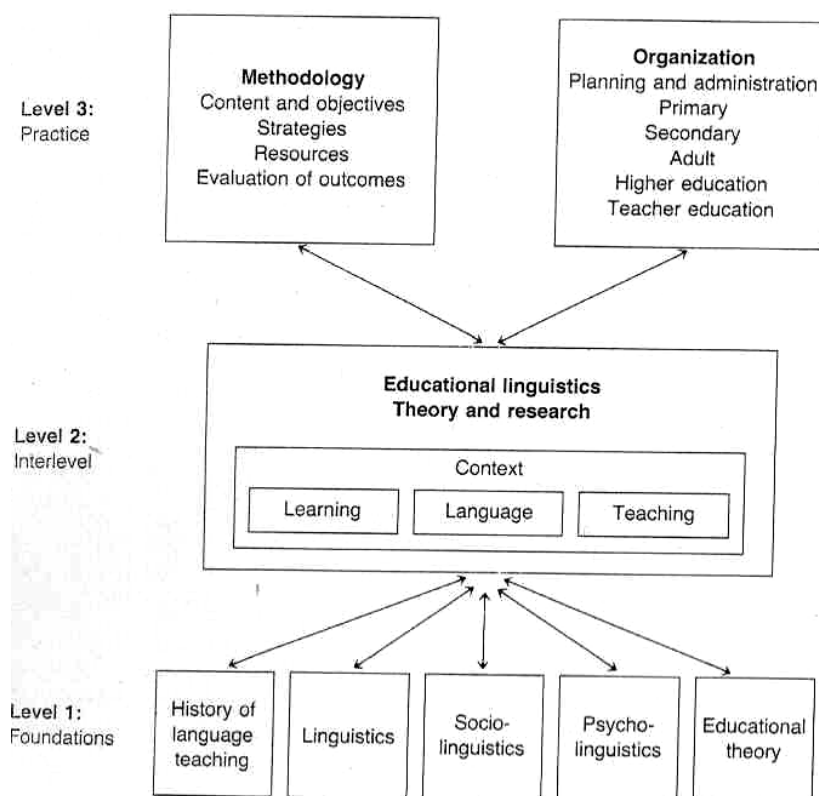 Level 3:
Practice
Methodology
Content and objectives
Strategies
Resources
Evaluation of outcomes
Organization
Planning and administration
Primary
Secondary
Adult
Higher education
Teacher education
Level 2:
Interlevel
Educational linguistics
Theory and research
Context
Learning
Language
Teaching
Level 1:
Foundations
History of
language
teaching
Linguistics
Socio-
linguistics
Psycho-
linguistics
Educational
theory